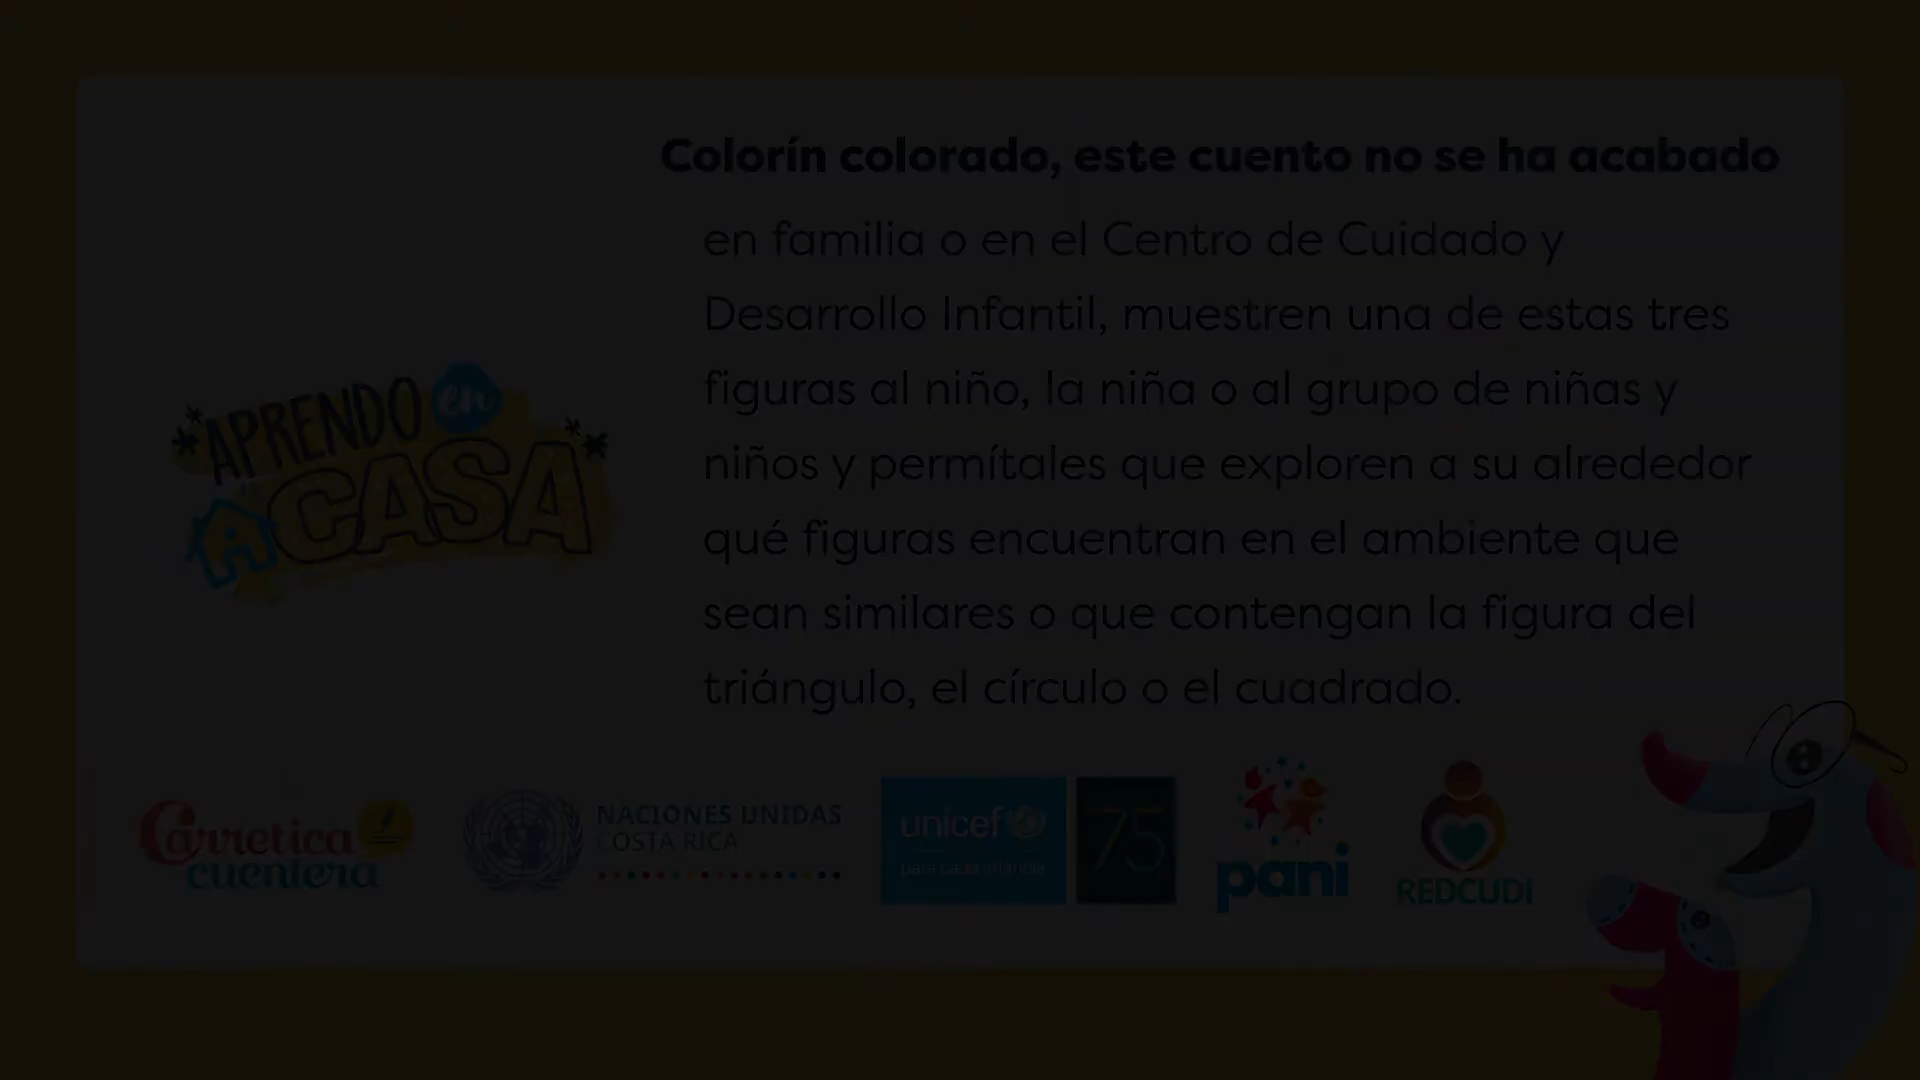 Colorín colorado, este cuento no se ha acabado
en familia o en el Centro de Cuidado y
Desarrollo Infantil, muestren una de estas tres
figuras al niño, la niña o al grupo de niñas y
niños y permítales que exploren a su alrededor
qué figuras encuentran en el ambiente que
sean similares o que contengan la figura del
triángulo, el círculo o el cuadrado.
APRENDO en
CASA
Carretica
cuentera
NACIONES UNIDAS
COSTA RICA
unicef
para cada infancia
75
pani
REDCUDI